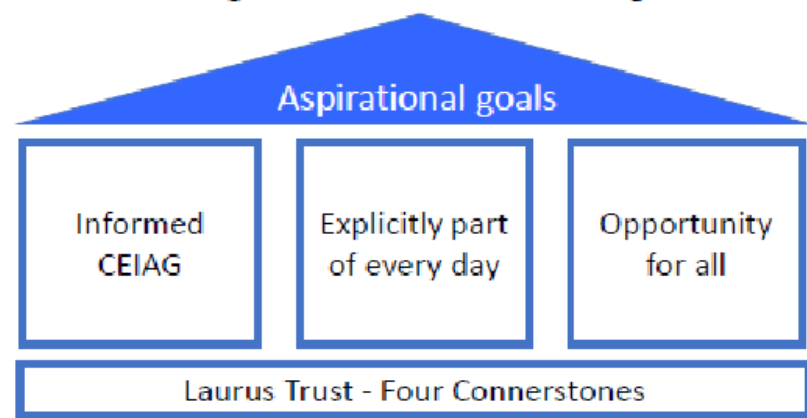 Aspirational goals
Informed
CEIAG
Explicitly part
of every day
Opportunity
for all
Laurus Trust - Four Connerstones